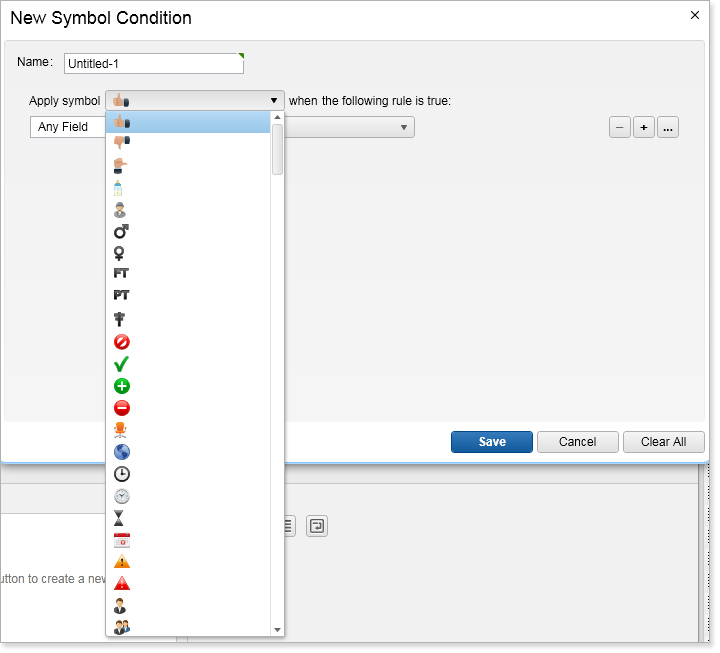 New Symbol Condition
Name:
Untitled-1
Apply symbol
when the following rule is true:
Any Field
...
FT
PT
Save
Cancel
Clear All
utton to create a new